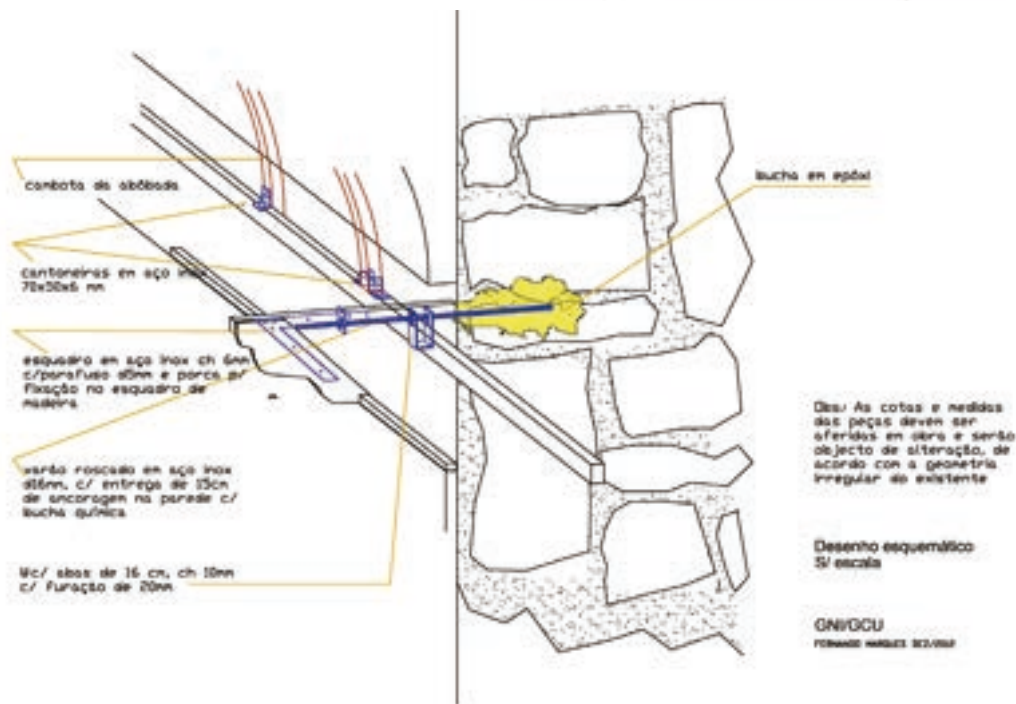 cambota da abóbada
cantoneiras em aço inox
70x50x6 mm
esquadro em aço inox ch 6mm
c/parafuso ø5mm e porca p/
fixação no esquadro de
madeira
varão roscado em aço inox
ø16mm, c/ entrega de 15cm
de ancoragem na parede c/
bucha química
c/ abas de 16 cm, ch 10mm
c/ furação de 20mm
bucha em epóxi
Obs: As cotas e medidas
das peças devem ser
aferidas em obra e serão
objecto de alteração, de
acordo com a geometria
irregular do existente
Desenho esquemático
S/ escala
GNI/GCU
FERNANDO MARQUES